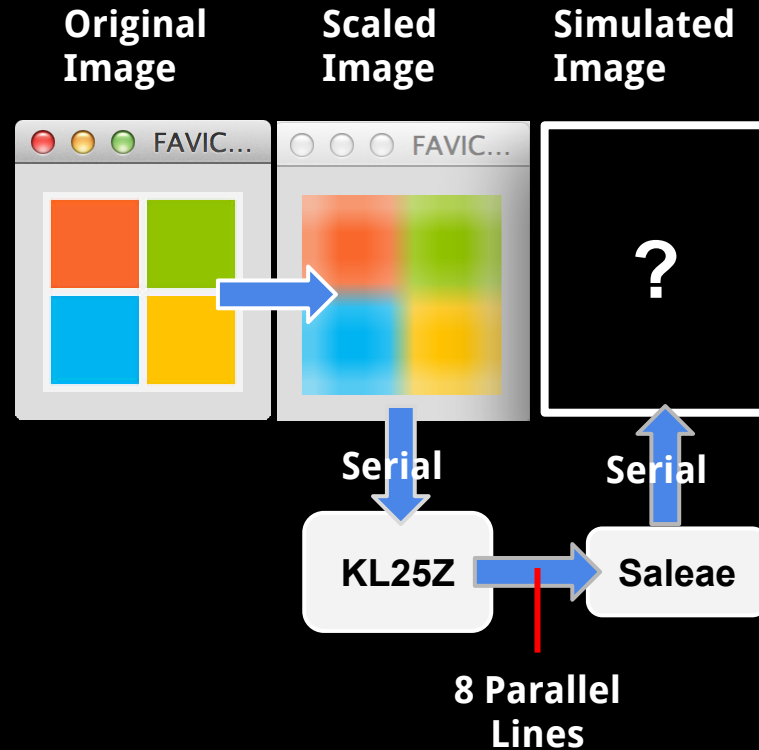 Original
Image
Scaled
Image
Simulated
Image
FAVIC...
FAVIC...
?
Serial
Serial
KL25Z
Saleae
8 Parallel
Lines